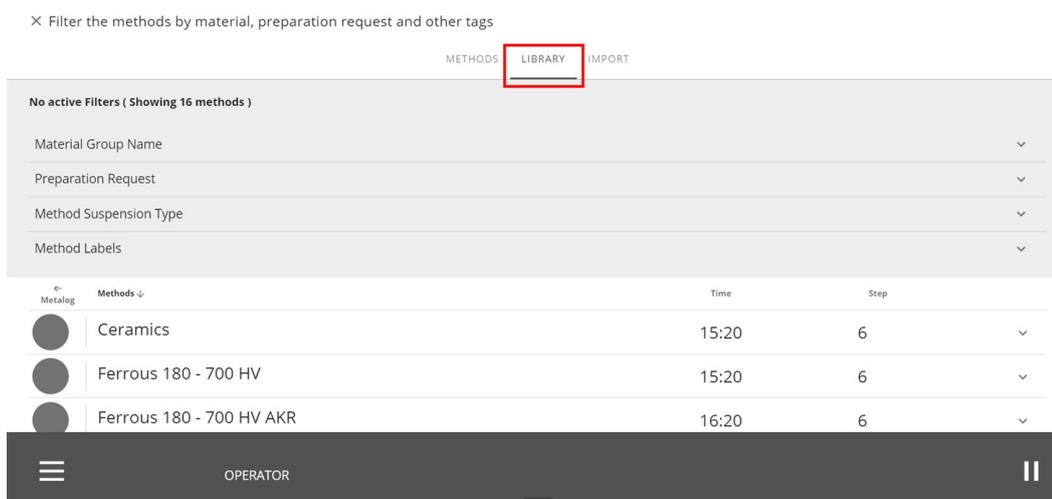 × Filter the methods by material, preparation request and other tags
METHODS LIBRARY IMPORT
No active Filters ( Showing 16 methods )
Material Group Name
Preparation Request
Method Suspension Type
Method Labels
e-
Metalog
Methods ↓ Time Step
Ceramics 15:20 6
Ferrous 180 - 700 HV 15:20 6
Ferrous 180 - 700 HV AKR 16:20 6
OPERATOR